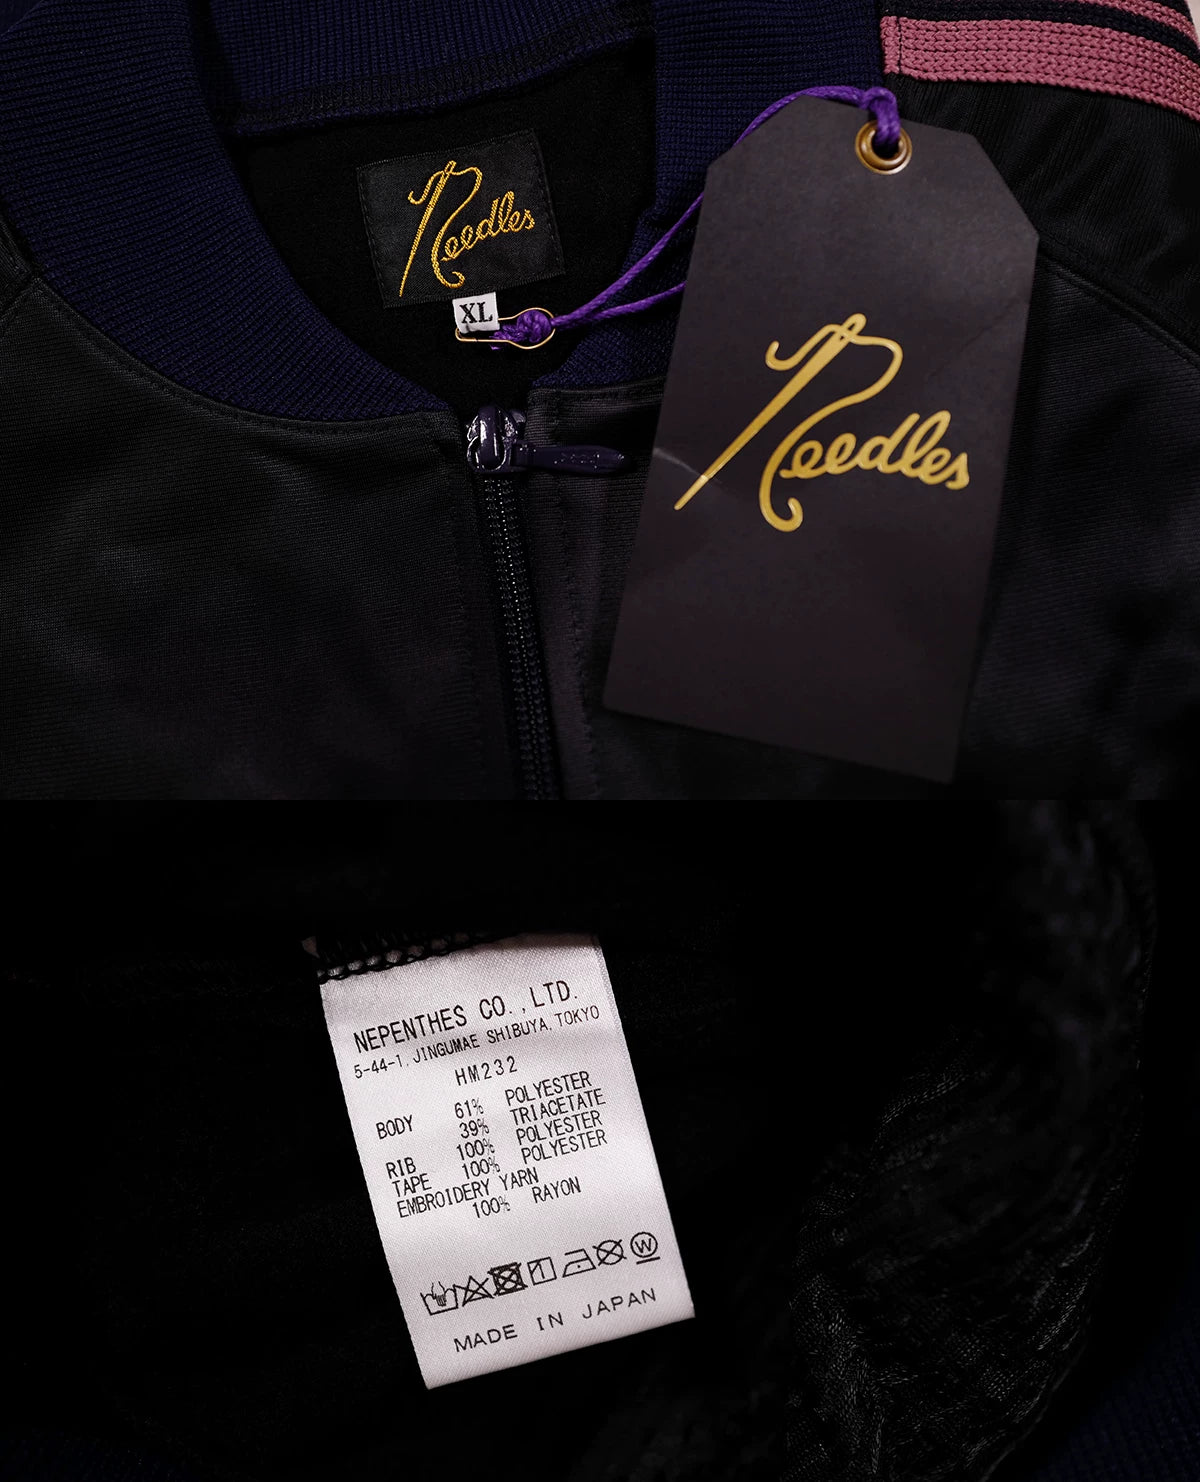 Needles
XL
Needles
NEPENTHES CO.,LTD.
5-44-1, JINGUMAE SHIBUYA, TOKYO
HM232
BODY 61% POLYESTER
39% TRIACETATE
RIB 100% POLYESTER
TAPE 100% POLYESTER
EMBROIDERY YARN
100% RAYON
W
MADE IN JAPAN